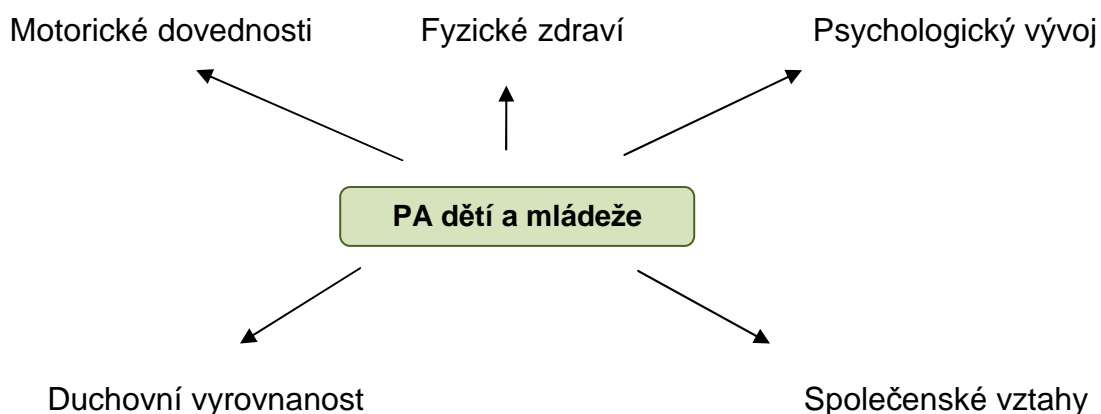 Motorické dovednosti
Fyzické zdraví
Psychologický vývoj
PA dětí a mládeže
Duchovní vyrovnanost
Společenské vztahy